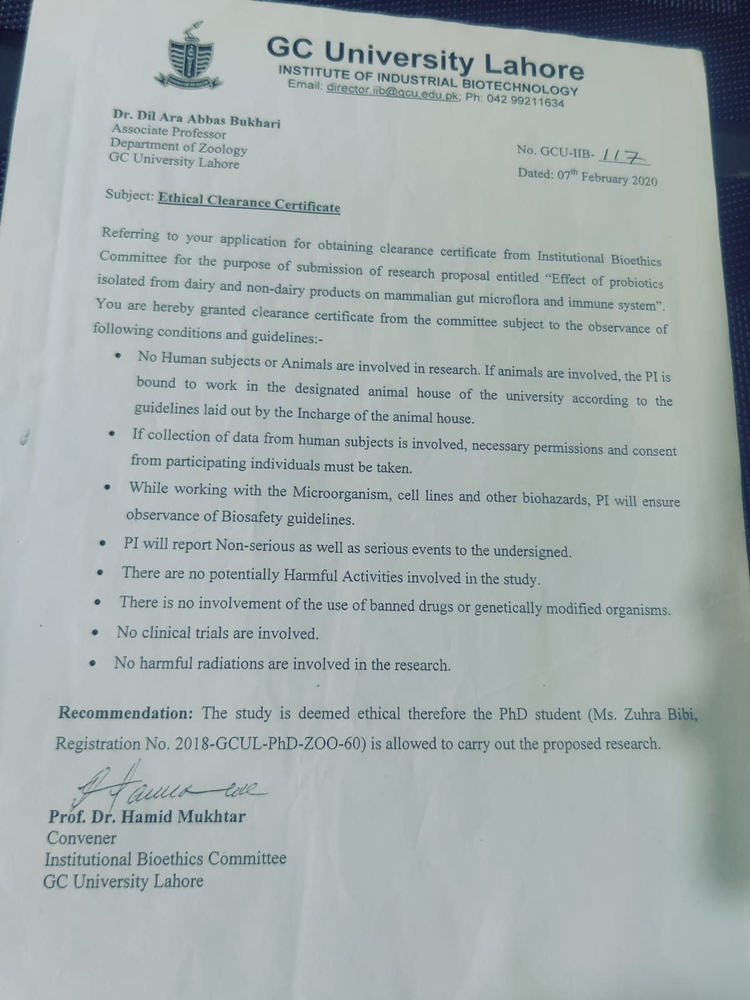 GC University Lahore
INSTITUTE OF INDUSTRIAL BIOTECHNOLOGY
Email: director.iib@gcu.edu.pk; Ph: 042 99211634
Dr. Dil Ara Abbas Bukhari
Associate Professor
Department of Zoology
GC University Lahore
No. GCU-IIB- 117
Dated: 07th February 2020
Subject: Ethical Clearance Certificate
Referring to your application for obtaining clearance certificate from Institutional Bioethics
Committee for the purpose of submission of research proposal entitled “Effect of probiotics
isolated from dairy and non-dairy products on mammalian gut microflora and immune system”.
You are hereby granted clearance certificate from the committee subject to the observance of
following conditions and guidelines:-
• No Human subjects or Animals are involved in research. If animals are involved, the PI is
bound to work in the designated animal house of the university according to the
guidelines laid out by the Incharge of the animal house.
• If collection of data from human subjects is involved, necessary permissions and consent
from participating individuals must be taken.
• While working with the Microorganism, cell lines and other biohazards, PI will ensure
observance of Biosafety guidelines.
• PI will report Non-serious as well as serious events to the undersigned.
• There are no potentially Harmful Activities involved in the study.
• There is no involvement of the use of banned drugs or genetically modified organisms.
• No clinical trials are involved.
• No harmful radiations are involved in the research.
Recommendation: The study is deemed ethical therefore the PhD student (Ms. Zuhra Bibi,
Registration No. 2018-GCUL-PhD-ZOO-60) is allowed to carry out the proposed research.
Prof. Dr. Hamid Mukhtar
Convener
Institutional Bioethics Committee
GC University Lahore